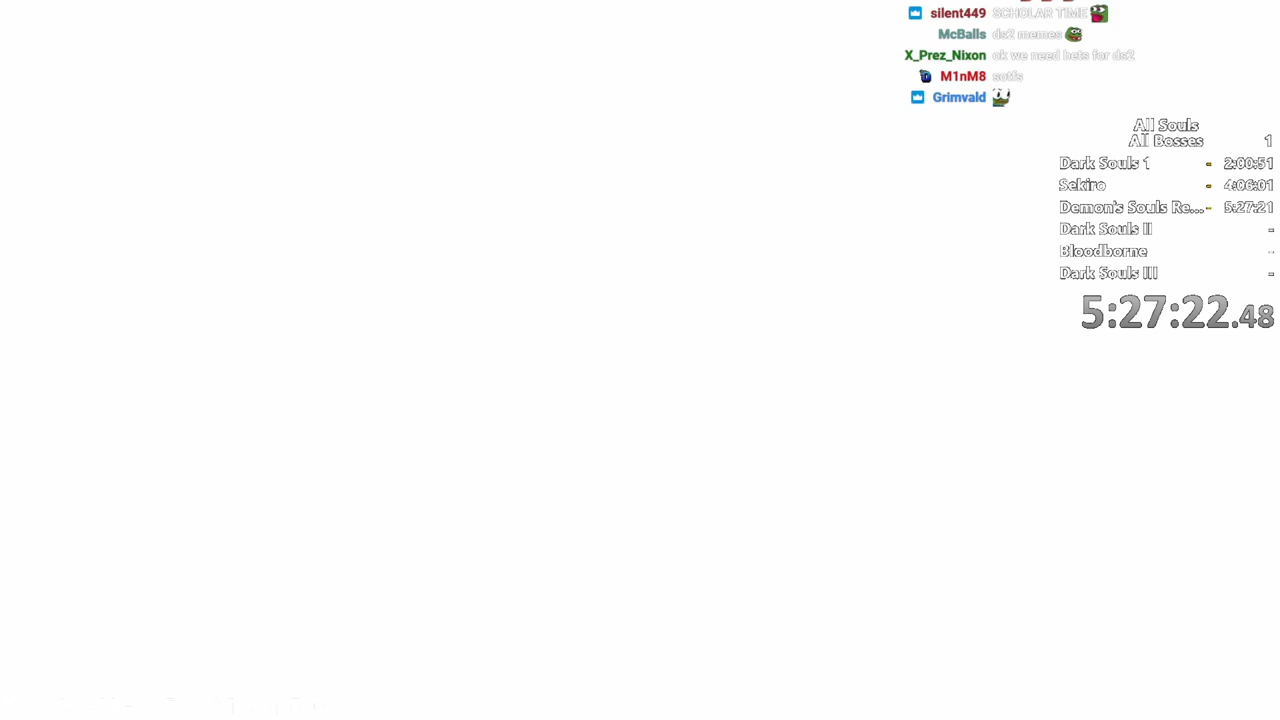 silent449 SCHOLAR TIME
McBalls ds2 memes
X_Prez_Nixon ok we need bets for ds2
M1nM8 sotfs
Grimvald
All Souls
All Bosses 1
Dark Souls 1 - 2:00:51
Sekiro - 4:06:01
Demon's Souls Re... - 5:27:21
Dark Souls II -
Bloodborne -
Dark Souls III -
5:27:22.48